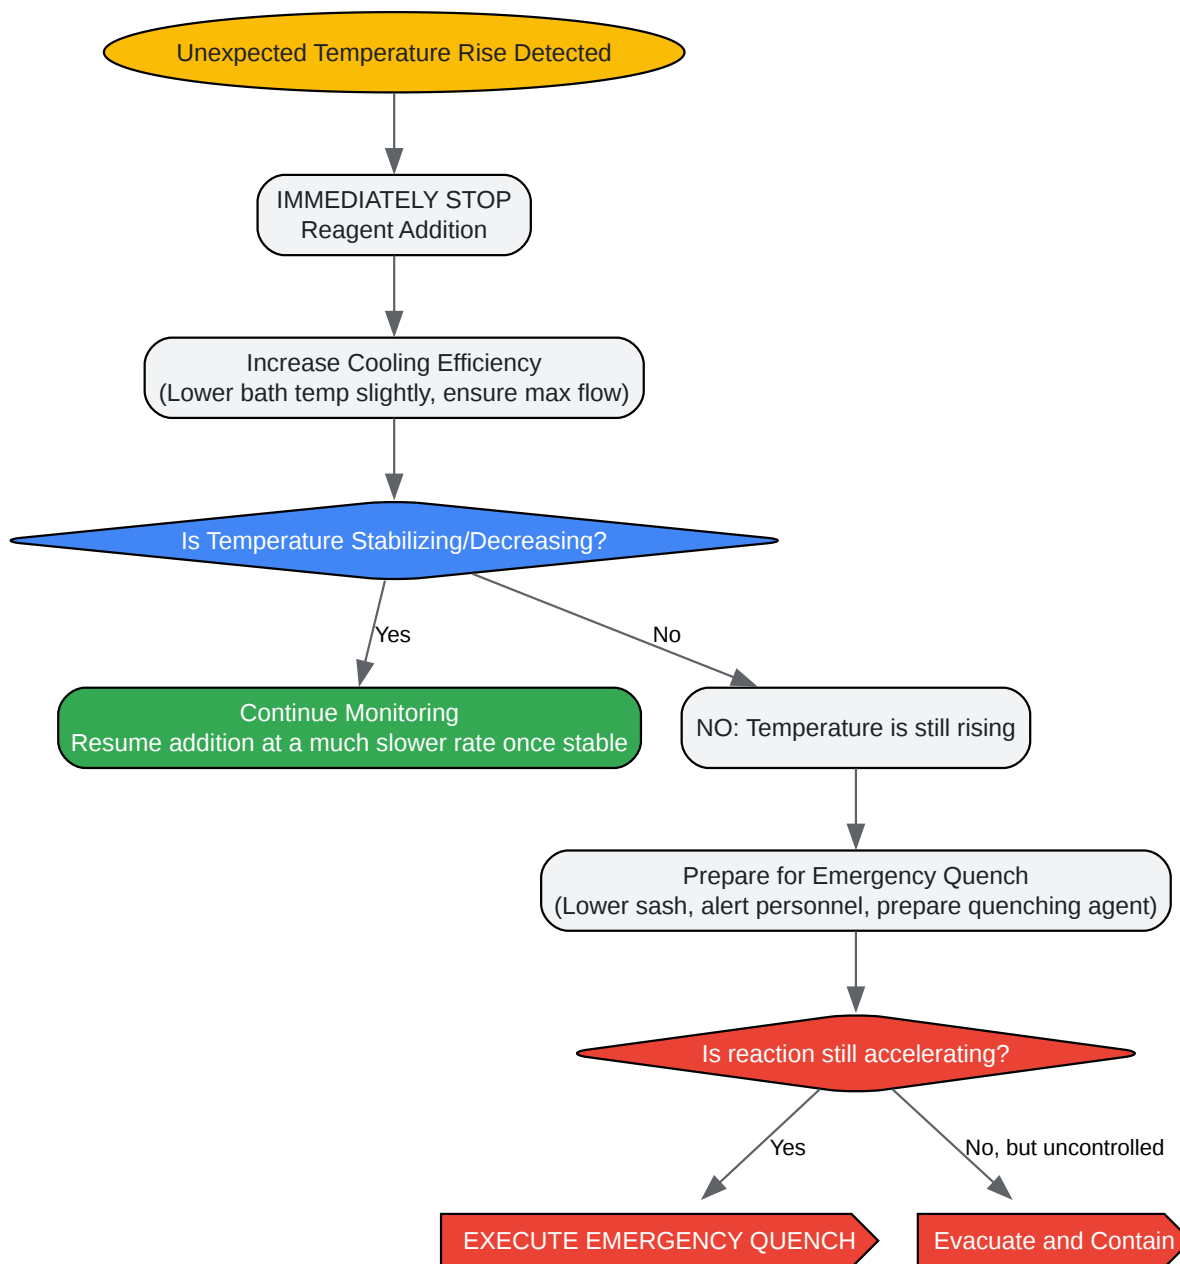 Unexpected Temperature Rise Detected
IMMEDIATELY STOP
Reagent Addition
Increase Cooling Efficiency
(Lower bath temp slightly, ensure max flow)
Is Temperature Stabilizing/Decreasing?
Yes
No
Continue Monitoring
Resume addition at a much slower rate once stable
NO: Temperature is still rising
Prepare for Emergency Quench
(Lower sash, alert personnel, prepare quenching agent)
Is reaction still accelerating?
Yes
No, but uncontrolled
EXECUTE EMERGENCY QUENCH
Evacuate and Contain